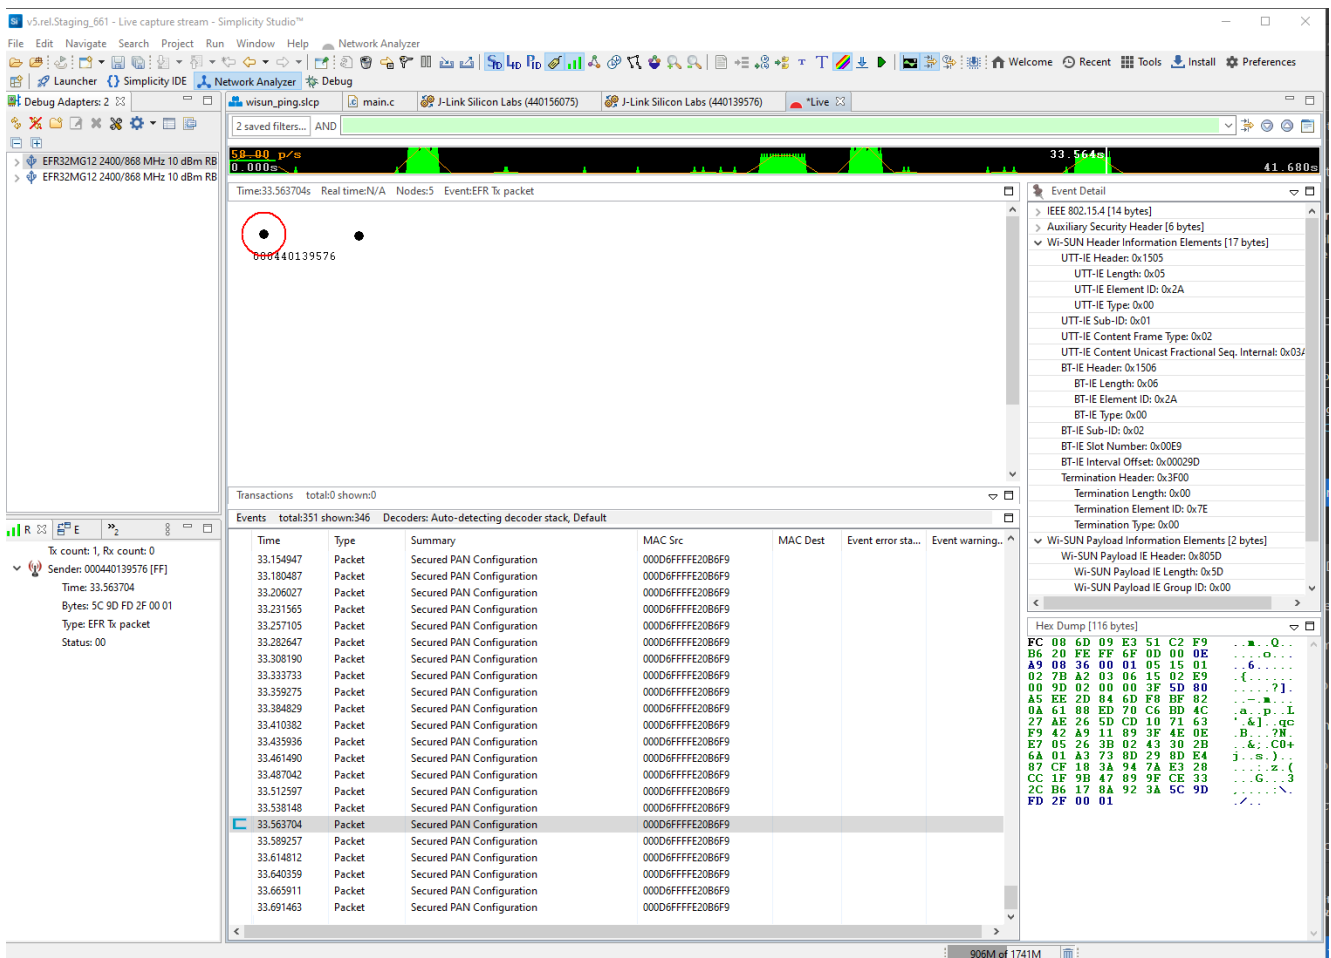 v5.rel.Staging_661 - Live capture stream - Simplicity Studio™
File Edit Navigate Search Project Run Window Help Network Analyzer
Welcome Recent Tools Install Preferences
Launcher Simplicity IDE Network Analyzer Debug
Debug Adapters: 2
EFR32MG12 2400/868 MHz 10 dBm RB
EFR32MG12 2400/868 MHz 10 dBm RB
wisun_ping.slcp main.c J-Link Silicon Labs (440156075) J-Link Silicon Labs (440139576) *Live
2 saved filters... AND
58.00 p/s 33.564s
0.000s 41.680s
Time:33.563704s Real time:N/A Nodes:5 Event:EFR Tx packet
000440139576
Transactions total:0 shown:0
Events total:351 shown:346 Decoders: Auto-detecting decoder stack, Default
Time Type Summary MAC Src MAC Dest Event error sta... Event warning..
33.154947 Packet Secured PAN Configuration 000D6FFFFE20B6F9
33.180487 Packet Secured PAN Configuration 000D6FFFFE20B6F9
33.206027 Packet Secured PAN Configuration 000D6FFFFE20B6F9
33.231565 Packet Secured PAN Configuration 000D6FFFFE20B6F9
33.257105 Packet Secured PAN Configuration 000D6FFFFE20B6F9
33.282647 Packet Secured PAN Configuration 000D6FFFFE20B6F9
33.308190 Packet Secured PAN Configuration 000D6FFFFE20B6F9
33.333733 Packet Secured PAN Configuration 000D6FFFFE20B6F9
33.359275 Packet Secured PAN Configuration 000D6FFFFE20B6F9
33.384829 Packet Secured PAN Configuration 000D6FFFFE20B6F9
33.410382 Packet Secured PAN Configuration 000D6FFFFE20B6F9
33.435936 Packet Secured PAN Configuration 000D6FFFFE20B6F9
33.461490 Packet Secured PAN Configuration 000D6FFFFE20B6F9
33.487042 Packet Secured PAN Configuration 000D6FFFFE20B6F9
33.512597 Packet Secured PAN Configuration 000D6FFFFE20B6F9
33.538148 Packet Secured PAN Configuration 000D6FFFFE20B6F9
33.563704 Packet Secured PAN Configuration 000D6FFFFE20B6F9
33.589257 Packet Secured PAN Configuration 000D6FFFFE20B6F9
33.614812 Packet Secured PAN Configuration 000D6FFFFE20B6F9
33.640359 Packet Secured PAN Configuration 000D6FFFFE20B6F9
33.665911 Packet Secured PAN Configuration 000D6FFFFE20B6F9
33.691463 Packet Secured PAN Configuration 000D6FFFFE20B6F9
R E »2
Tx count: 1, Rx count: 0
Sender: 000440139576 [FF]
Time: 33.563704
Bytes: 5C 9D FD 2F 00 01
Type: EFR Tx packet
Status: 00
Event Detail
IEEE 802.15.4 [14 bytes]
Auxiliary Security Header [6 bytes]
Wi-SUN Header Information Elements [17 bytes]
UTT-IE Header: 0x1505
UTT-IE Length: 0x05
UTT-IE Element ID: 0x2A
UTT-IE Type: 0x00
UTT-IE Sub-ID: 0x01
UTT-IE Content Frame Type: 0x02
UTT-IE Content Unicast Fractional Seq. Internal: 0x03A
BT-IE Header: 0x1506
BT-IE Length: 0x06
BT-IE Element ID: 0x2A
BT-IE Type: 0x00
BT-IE Sub-ID: 0x02
BT-IE Slot Number: 0x00E9
BT-IE Interval Offset: 0x00029D
Termination Header: 0x3F00
Termination Length: 0x00
Termination Element ID: 0x7E
Termination Type: 0x00
Wi-SUN Payload Information Elements [2 bytes]
Wi-SUN Payload IE Header: 0x805D
Wi-SUN Payload IE Length: 0x5D
Wi-SUN Payload IE Group ID: 0x00
Hex Dump [116 bytes]
FC 08 6D 09 E3 51 C2 F9 ..m..Q..
B6 20 FE FF 6F 0D 00 0E ....o...
A9 08 36 00 01 05 15 01 ..6.....
02 7B A2 03 06 15 02 E9 .{......
00 9D 02 00 00 3F 5D 80 .....?].
A5 EE 2D 84 6D F8 BF 82 ..-.m...
0A 61 88 ED 70 C6 BD 4C .a..p..L
27 AE 26 5D CD 10 71 63 '.&]..qc
F9 42 A9 11 89 3F 4E 0E .B...?N.
E7 05 26 3B 02 43 30 2B ..&;.C0+
6A 01 A3 73 8D 29 8D E4 j..s.)..
87 CF 18 3A 94 7A E3 28 ...:.z.(
CC 1F 9B 47 89 9F CE 33 ...G...3
2C B6 17 8A 92 3A 5C 9D ,....:\.
FD 2F 00 01 ./..
906M of 1741M